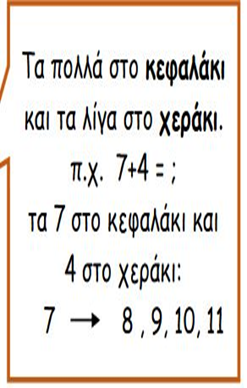 Τα πολλά στο κεφαλάκι
και τα λίγα στο χεράκι.
π.χ. 7+4 = ;
τα 7 στο κεφαλάκι και
4 στο χεράκι:
7 → 8 , 9, 10, 11